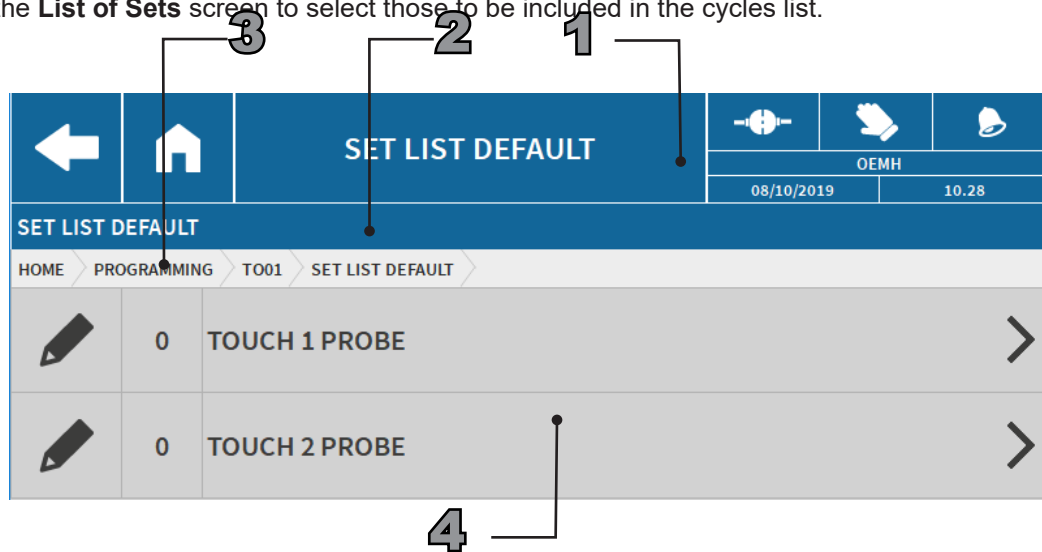 the List of Sets screen to select those to be included in the cycles list.
3 2 1
SET LIST DEFAULT
OEMH
08/10/2019 10.28
SET LIST DEFAULT
HOME PROGRAMMING TO01 SET LIST DEFAULT
0 TOUCH 1 PROBE
0 TOUCH 2 PROBE
4